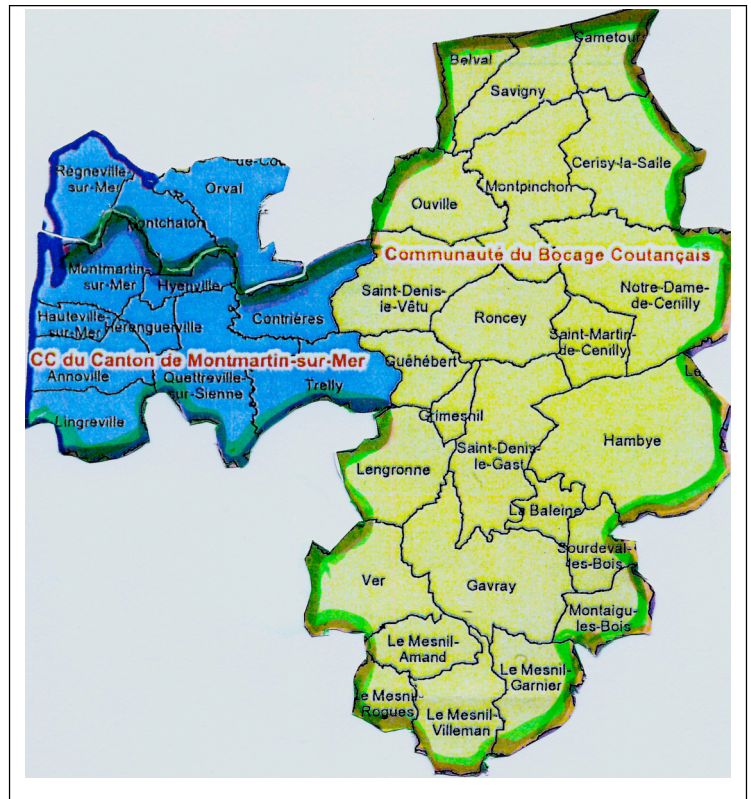 Cametour
Belval
Savigny
Cerisy-la-Salle
Montpinchon
Ouville
Régneville-
sur-Mer
Orval
Montchaton
Communauté du Bocage Coutançais
Montmartin-
sur-Mer
Hyenville
Saint-Denis-
le-Vêtu
Notre-Dame-
de-Cenilly
Hauteville-
sur-Mer
Hérenguerville
Contrières
Roncey
Saint-Martin-
de-Cenilly
CC du Canton de Montmartin-sur-Mer
Guéhébert
Annoville
Quettreville-
sur-Sienne
Trelly
Le
Lingreville
Grimesnil
Hambye
Saint-Denis-
le-Gast
Lengronne
La Baleine
Sourdeval-
les-Bois
Ver
Gavray
Montaigu-
les-Bois
Le Mesnil-
Amand
Le Mesnil-
Garnier
Le Mesnil-
Rogues
Le Mesnil-
Villeman